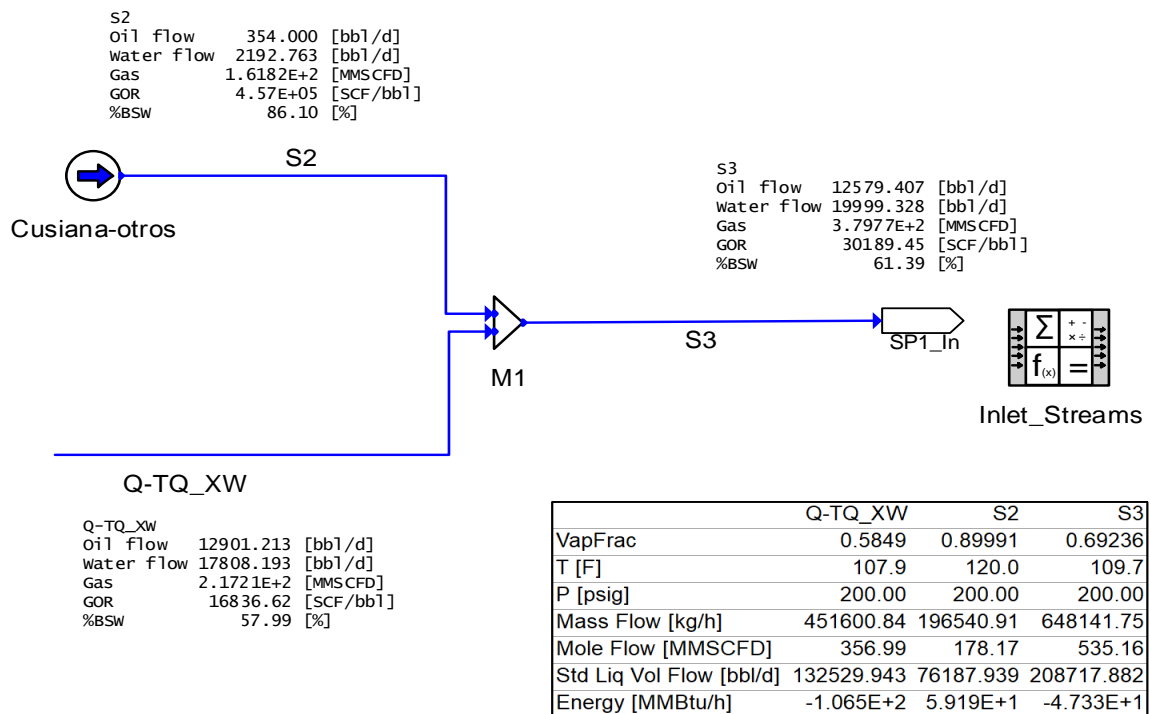 S2
Oil flow 354.000 [bbl/d]
Water flow 2192.763 [bbl/d]
Gas 1.6182E+2 [MMSCFD]
GOR 4.57E+05 [SCF/bbl]
%BSW 86.10 [%]
S2
Cusiana-otros
S3
Oil flow 12579.407 [bbl/d]
Water flow 19999.328 [bbl/d]
Gas 3.7977E+2 [MMSCFD]
GOR 30189.45 [SCF/bbl]
%BSW 61.39 [%]
M1
S3
SP1_In
Σ + - × ÷
f(x) =
Inlet_Streams
Q-TQ_XW
Q-TQ_XW
Oil flow 12901.213 [bbl/d]
Water flow 17808.193 [bbl/d]
Gas 2.1721E+2 [MMSCFD]
GOR 16836.62 [SCF/bbl]
%BSW 57.99 [%]
Q-TQ_XW S2 S3
VapFrac 0.5849 0.89991 0.69236
T [F] 107.9 120.0 109.7
P [psig] 200.00 200.00 200.00
Mass Flow [kg/h] 451600.84 196540.91 648141.75
Mole Flow [MMSCFD] 356.99 178.17 535.16
Std Liq Vol Flow [bbl/d] 132529.943 76187.939 208717.882
Energy [MMBtu/h] -1.065E+2 5.919E+1 -4.733E+1